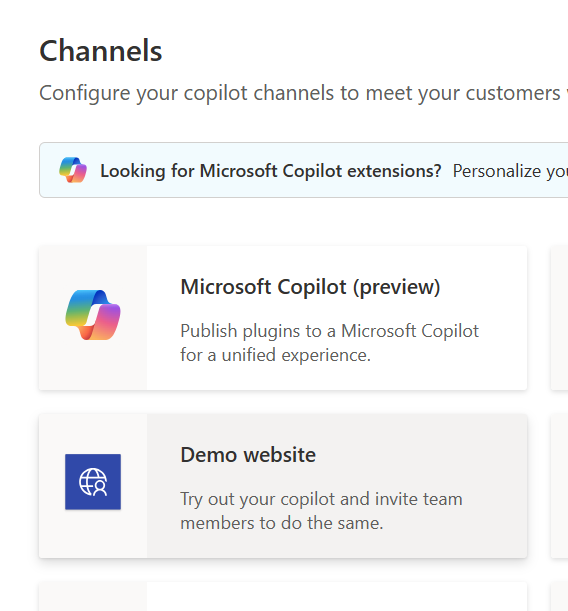 Channels
Configure your copilot channels to meet your customers
Looking for Microsoft Copilot extensions? Personalize
Microsoft Copilot (preview)
Publish plugins to a Microsoft Copilot
for a unified experience.
Demo website
Try out your copilot and invite team
members to do the same.